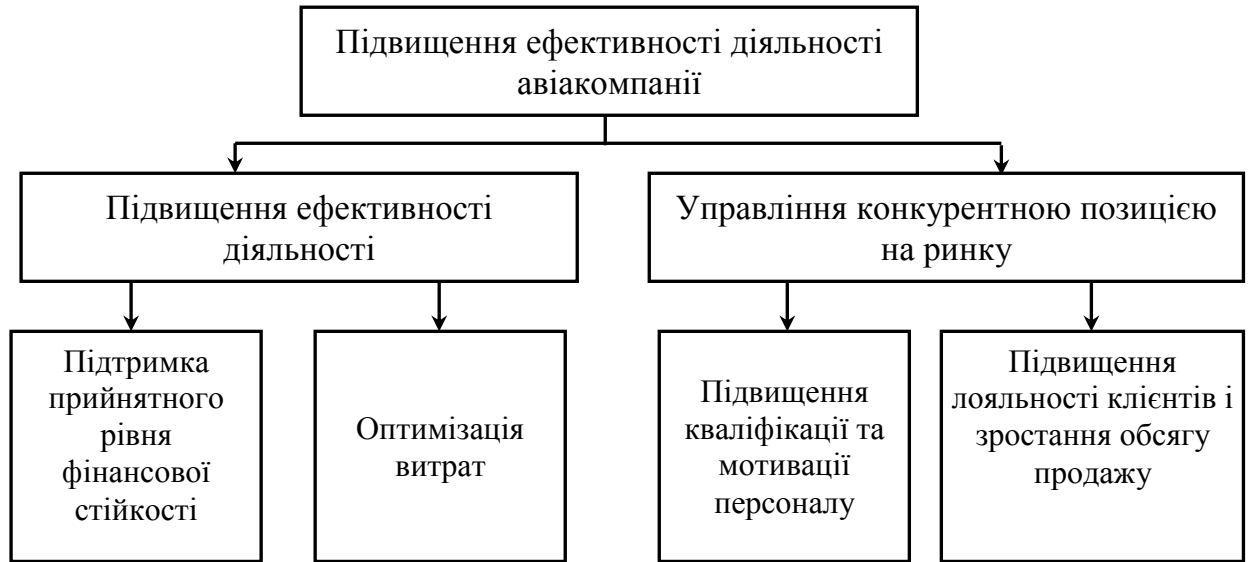 Підвищення ефективності діяльності
авіакомпанії
Підвищення ефективності
діяльності
Управління конкурентною позицією
на ринку
Підтримка
прийнятного
рівня
фінансової
стійкості
Оптимізація
витрат
Підвищення
кваліфікації та
мотивації
персоналу
Підвищення
лояльності клієнтів і
зростання обсягу
продажу